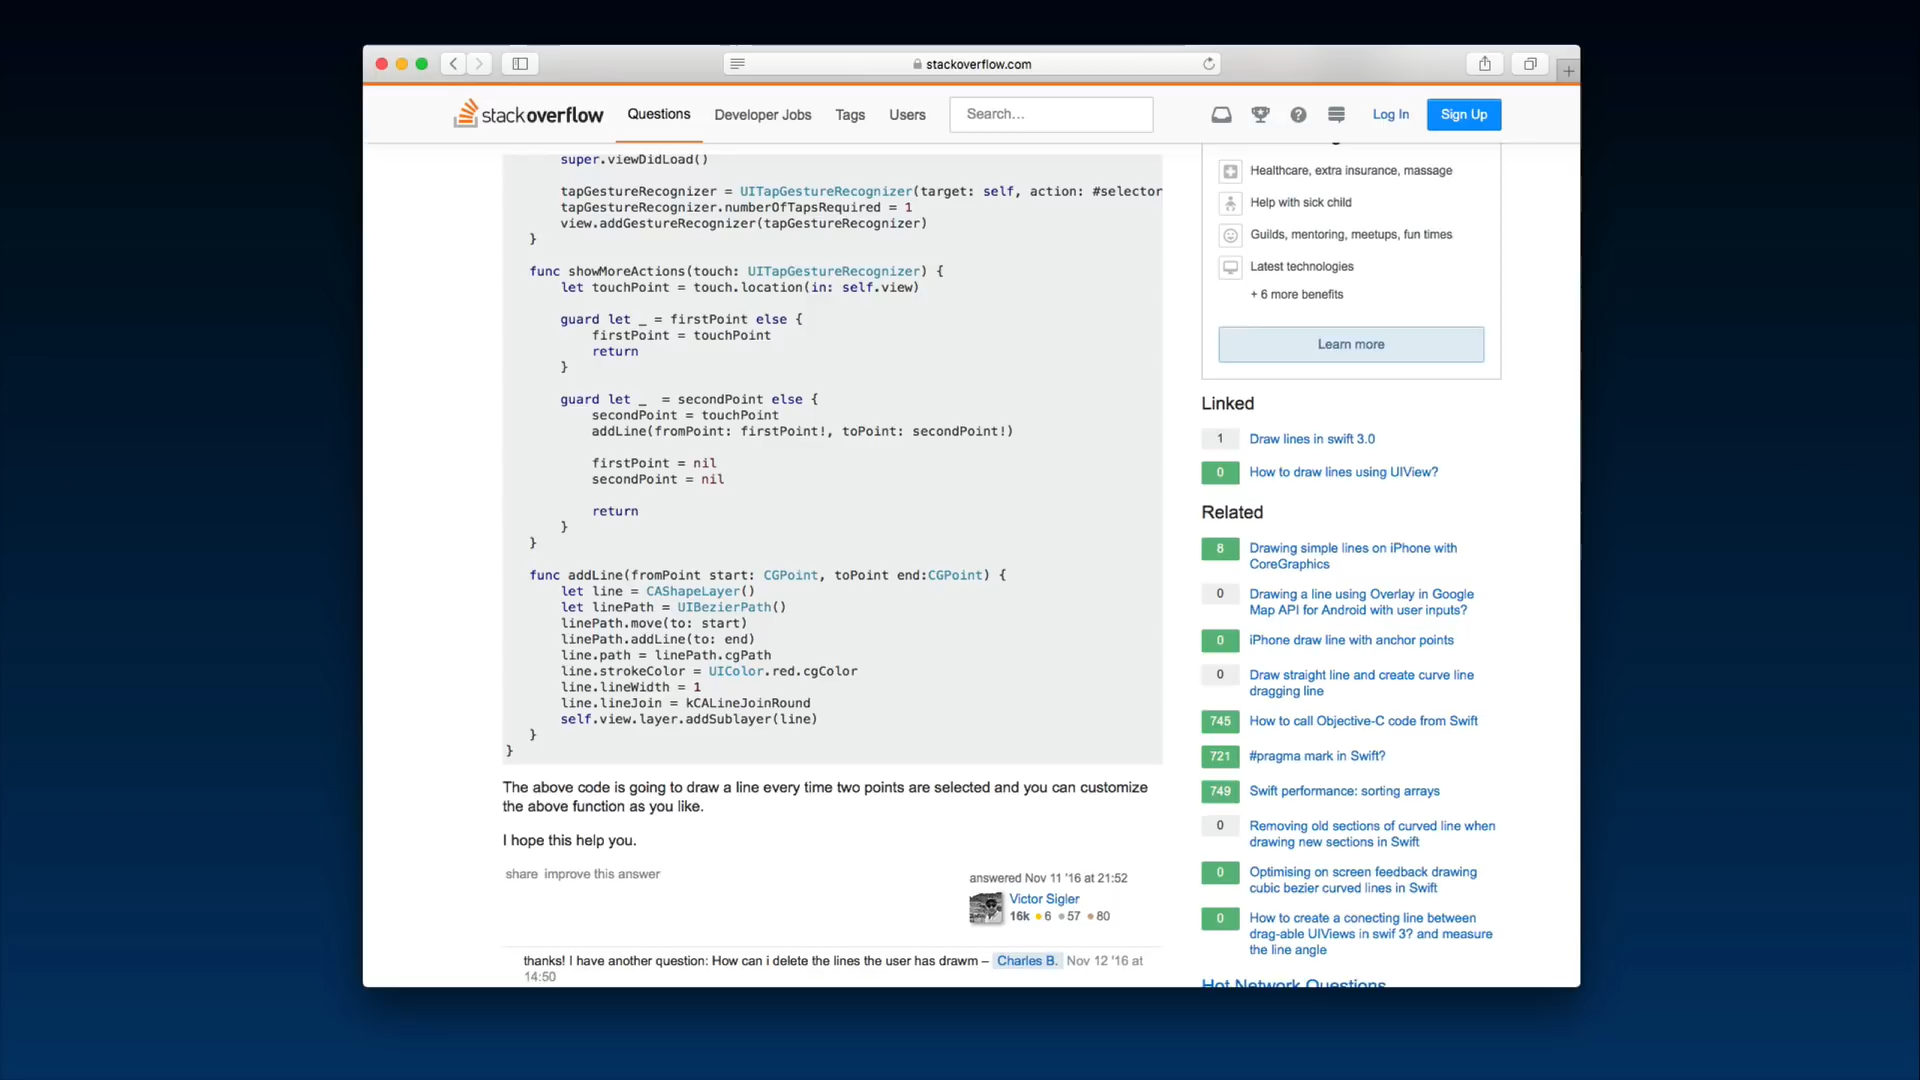 stackoverflow.com
stackoverflow Questions Developer Jobs Tags Users Search... Log In Sign Up
super.viewDidLoad()
tapGestureRecognizer = UITapGestureRecognizer(target: self, action: #selector
tapGestureRecognizer.numberOfTapsRequired = 1
view.addGestureRecognizer(tapGestureRecognizer)
}
func showMoreActions(touch: UITapGestureRecognizer) {
let touchPoint = touch.location(in: self.view)
guard let _ = firstPoint else {
firstPoint = touchPoint
return
}
guard let _  = secondPoint else {
secondPoint = touchPoint
addLine(fromPoint: firstPoint!, toPoint: secondPoint!)
firstPoint = nil
secondPoint = nil
return
}
}
func addLine(fromPoint start: CGPoint, toPoint end:CGPoint) {
let line = CAShapeLayer()
let linePath = UIBezierPath()
linePath.move(to: start)
linePath.addLine(to: end)
line.path = linePath.cgPath
line.strokeColor = UIColor.red.cgColor
line.lineWidth = 1
line.lineJoin = kCALineJoinRound
self.view.layer.addSublayer(line)
}
}
The above code is going to draw a line every time two points are selected and you can customize
the above function as you like.
I hope this help you.
share improve this answer
answered Nov 11 '16 at 21:52
Victor Sigler
16k 6 57 80
thanks! I have another question: How can i delete the lines the user has drawm – Charles B. Nov 12 '16 at
14:50
Healthcare, extra insurance, massage
Help with sick child
Guilds, mentoring, meetups, fun times
Latest technologies
+ 6 more benefits
Learn more
Linked
1 Draw lines in swift 3.0
0 How to draw lines using UIView?
Related
8 Drawing simple lines on iPhone with
CoreGraphics
0 Drawing a line using Overlay in Google
Map API for Android with user inputs?
0 iPhone draw line with anchor points
0 Draw straight line and create curve line
dragging line
745 How to call Objective-C code from Swift
721 #pragma mark in Swift?
749 Swift performance: sorting arrays
0 Removing old sections of curved line when
drawing new sections in Swift
0 Optimising on screen feedback drawing
cubic bezier curved lines in Swift
0 How to create a conecting line between
drag-able UIViews in swif 3? and measure
the line angle
Hot Network Questions